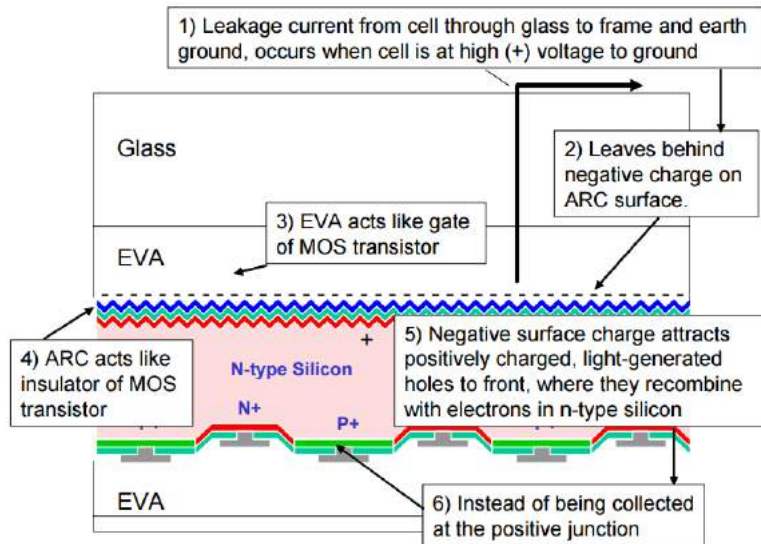 1) Leakage current from cell through glass to frame and earth
ground, occurs when cell is at high (+) voltage to ground
Glass
2) Leaves behind
negative charge on
ARC surface.
3) EVA acts like gate
of MOS transistor
EVA
4) ARC acts like
insulator of MOS
transistor
+
N-type Silicon
N+
P+
5) Negative surface charge attracts
positively charged, light-generated
holes to front, where they recombine
with electrons in n-type silicon
EVA
6) Instead of being collected
at the positive junction